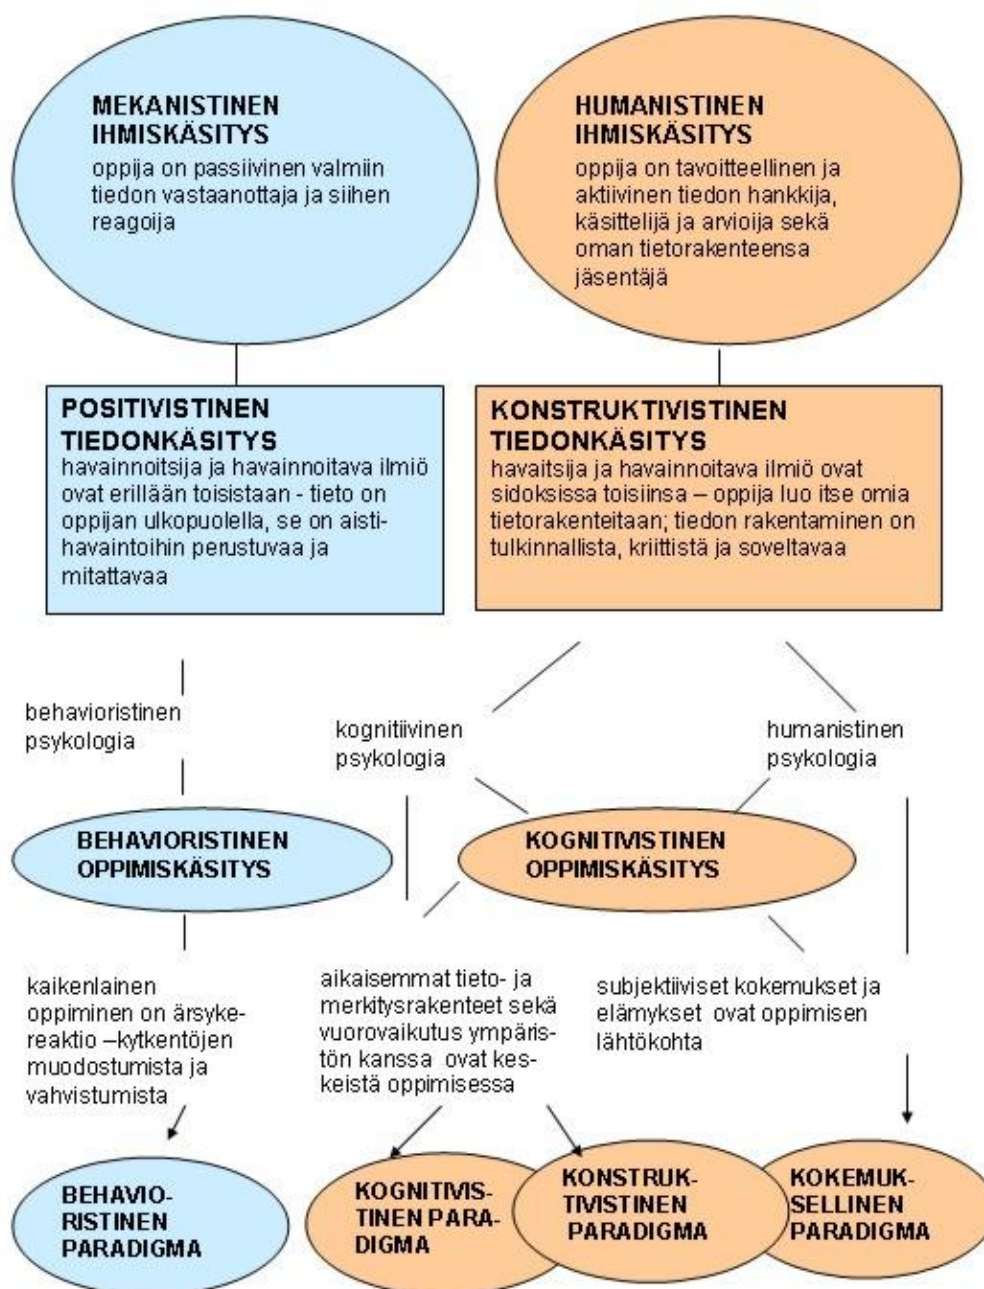 MEKANISTINEN
IHMISKÄSITYS
oppija on passiivinen valmiin
tiedon vastaanottaja ja siihen
reagoija
HUMANISTINEN
IHMISKÄSITYS
oppija on tavoitteellinen ja
aktiivinen tiedon hankkija,
käsittelijä ja arvioija sekä
oman tietorakenteensa
jäsentäjä
POSITIVISTINEN
TIEDONKÄSITYS
havainnoitsija ja havainnoitava ilmiö
ovat erillään toisistaan - tieto on
oppijan ulkopuolella, se on aisti-
havaintoihin perustuvaa ja
mitattavaa
KONSTRUKTIVISTINEN
TIEDONKÄSITYS
havaitsija ja havainnoitava ilmiö ovat
sidoksissa toisiinsa – oppija luo itse omia
tietorakenteitaan; tiedon rakentaminen on
tulkinnallista, kriittistä ja soveltavaa
behavioristinen
psykologia
kognitiivinen
psykologia
humanistinen
psykologia
BEHAVIORISTINEN
OPPIMISKÄSITYS
KOGNITIVISTINEN
OPPIMISKÄSITYS
kaikenlainen
oppiminen on ärsyke-
reaktio –kytkentöjen
muodostumista ja
vahvistumista
aikaisemmat tieto- ja
merkitysrakenteet sekä
vuorovaikutus ympäris-
tön kanssa ovat kes-
keistä oppimisessa
subjektiiviset kokemukset ja
elämykset ovat oppimisen
lähtökohta
BEHAVIO-
RISTINEN
PARADIGMA
KOGNITIVIS-
TINEN PARA-
DIGMA
KONSTRUK-
TIVISTINEN
PARADIGMA
KOKEMUK-
SELLINEN
PARADIGMA